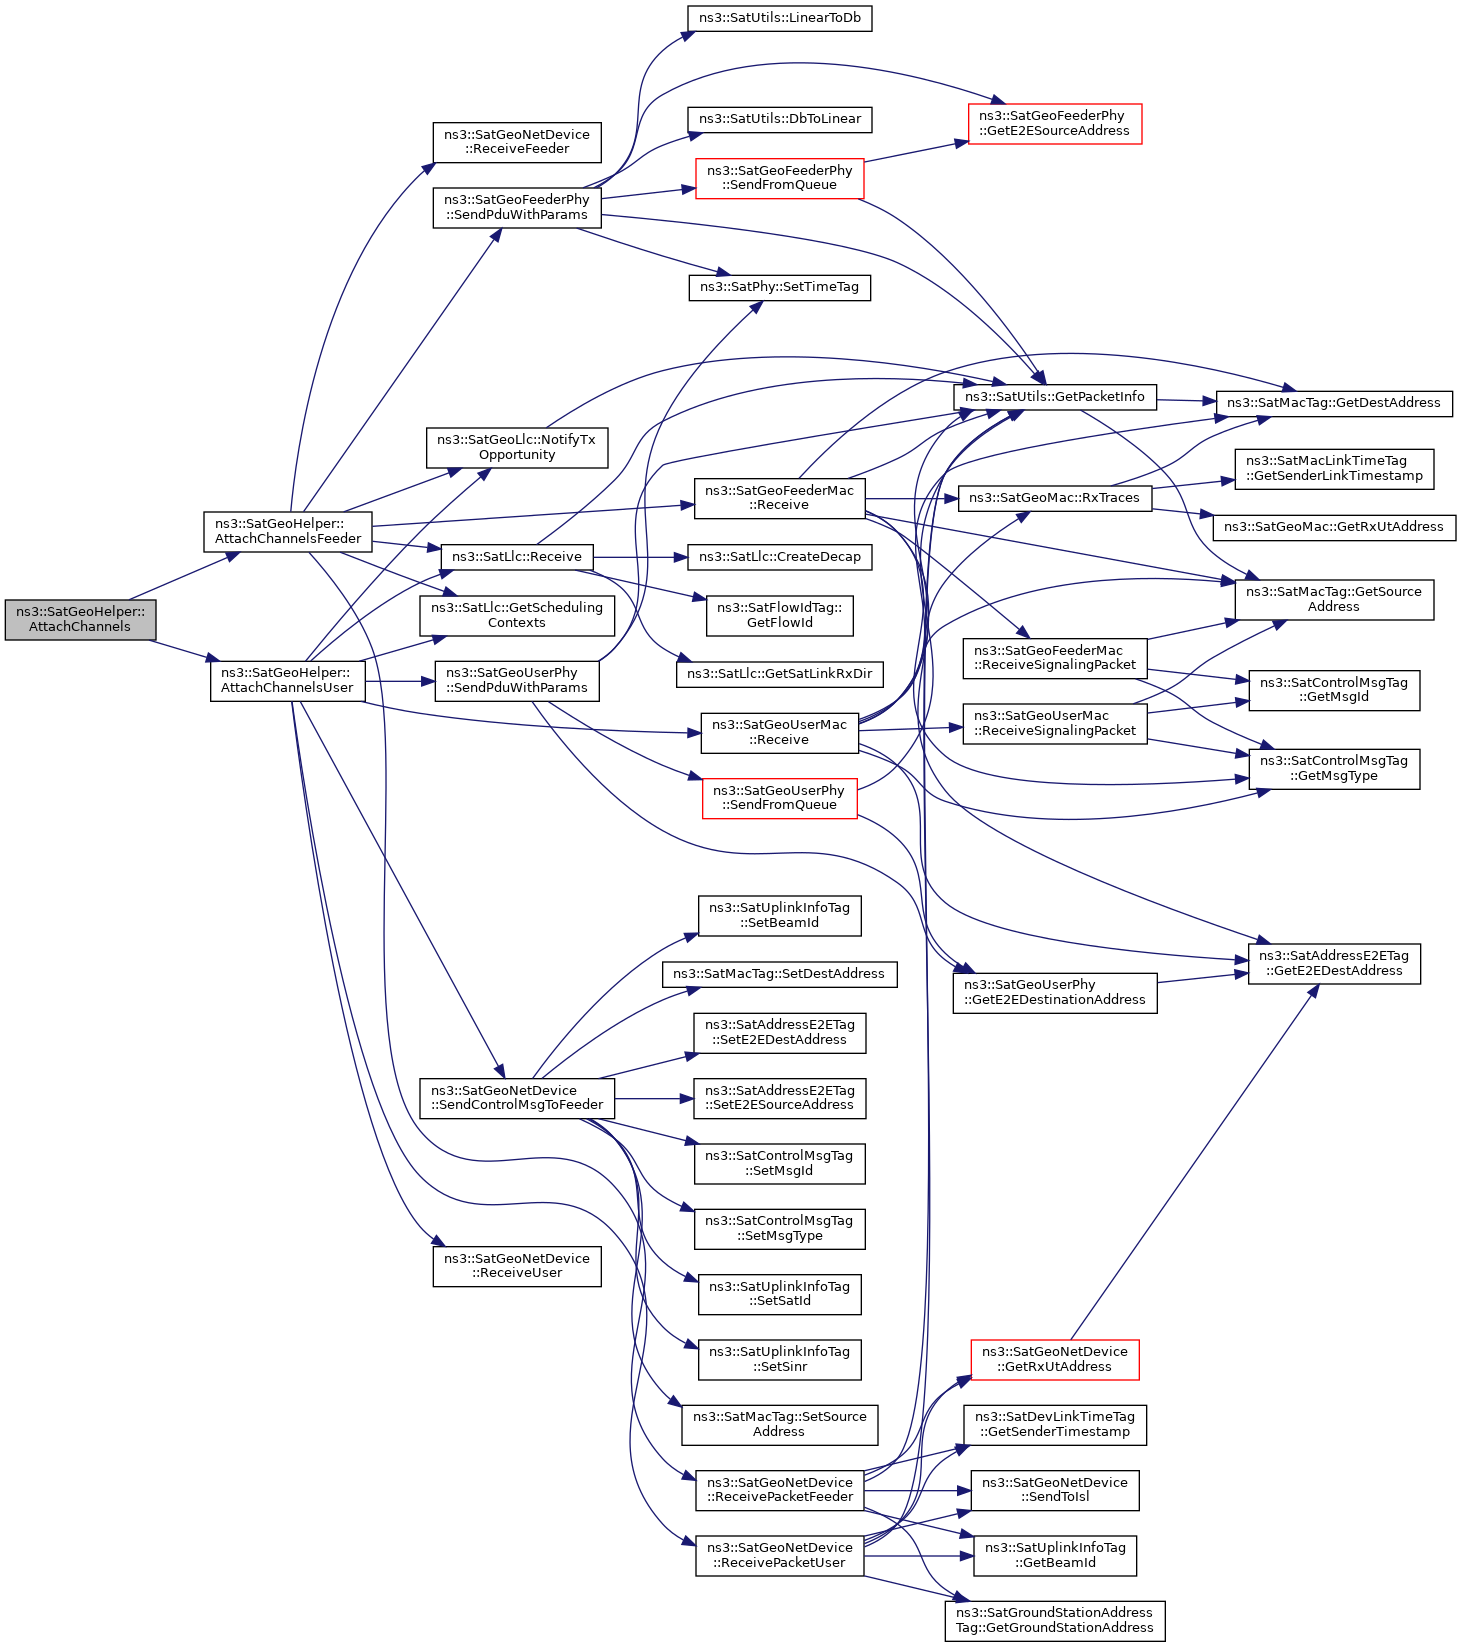 ns3::SatUtils::LinearToDb
ns3::SatGeoFeederPhy
::GetE2ESourceAddress
ns3::SatUtils::DbToLinear
ns3::SatGeoNetDevice
::ReceiveFeeder
ns3::SatGeoFeederPhy
::SendFromQueue
ns3::SatGeoFeederPhy
::SendPduWithParams
ns3::SatPhy::SetTimeTag
ns3::SatUtils::GetPacketInfo
ns3::SatMacTag::GetDestAddress
ns3::SatGeoLlc::NotifyTx
Opportunity
ns3::SatMacLinkTimeTag
::GetSenderLinkTimestamp
ns3::SatGeoFeederMac
::Receive
ns3::SatGeoMac::RxTraces
ns3::SatGeoMac::GetRxUtAddress
ns3::SatGeoHelper::
AttachChannelsFeeder
ns3::SatLlc::Receive
ns3::SatLlc::CreateDecap
ns3::SatMacTag::GetSource
Address
ns3::SatGeoHelper::
AttachChannels
ns3::SatLlc::GetScheduling
Contexts
ns3::SatFlowIdTag::
GetFlowId
ns3::SatGeoFeederMac
::ReceiveSignalingPacket
ns3::SatGeoHelper::
AttachChannelsUser
ns3::SatGeoUserPhy
::SendPduWithParams
ns3::SatLlc::GetSatLinkRxDir
ns3::SatControlMsgTag
::GetMsgId
ns3::SatGeoUserMac
::Receive
ns3::SatGeoUserMac
::ReceiveSignalingPacket
ns3::SatControlMsgTag
::GetMsgType
ns3::SatGeoUserPhy
::SendFromQueue
ns3::SatUplinkInfoTag
::SetBeamId
ns3::SatAddressE2ETag
::GetE2EDestAddress
ns3::SatMacTag::SetDestAddress
ns3::SatGeoUserPhy
::GetE2EDestinationAddress
ns3::SatAddressE2ETag
::SetE2EDestAddress
ns3::SatGeoNetDevice
::SendControlMsgToFeeder
ns3::SatAddressE2ETag
::SetE2ESourceAddress
ns3::SatControlMsgTag
::SetMsgId
ns3::SatControlMsgTag
::SetMsgType
ns3::SatGeoNetDevice
::ReceiveUser
ns3::SatUplinkInfoTag
::SetSatId
ns3::SatUplinkInfoTag
::SetSinr
ns3::SatGeoNetDevice
::GetRxUtAddress
ns3::SatMacTag::SetSource
Address
ns3::SatDevLinkTimeTag
::GetSenderTimestamp
ns3::SatGeoNetDevice
::ReceivePacketFeeder
ns3::SatGeoNetDevice
::SendToIsl
ns3::SatGeoNetDevice
::ReceivePacketUser
ns3::SatUplinkInfoTag
::GetBeamId
ns3::SatGroundStationAddress
Tag::GetGroundStationAddress